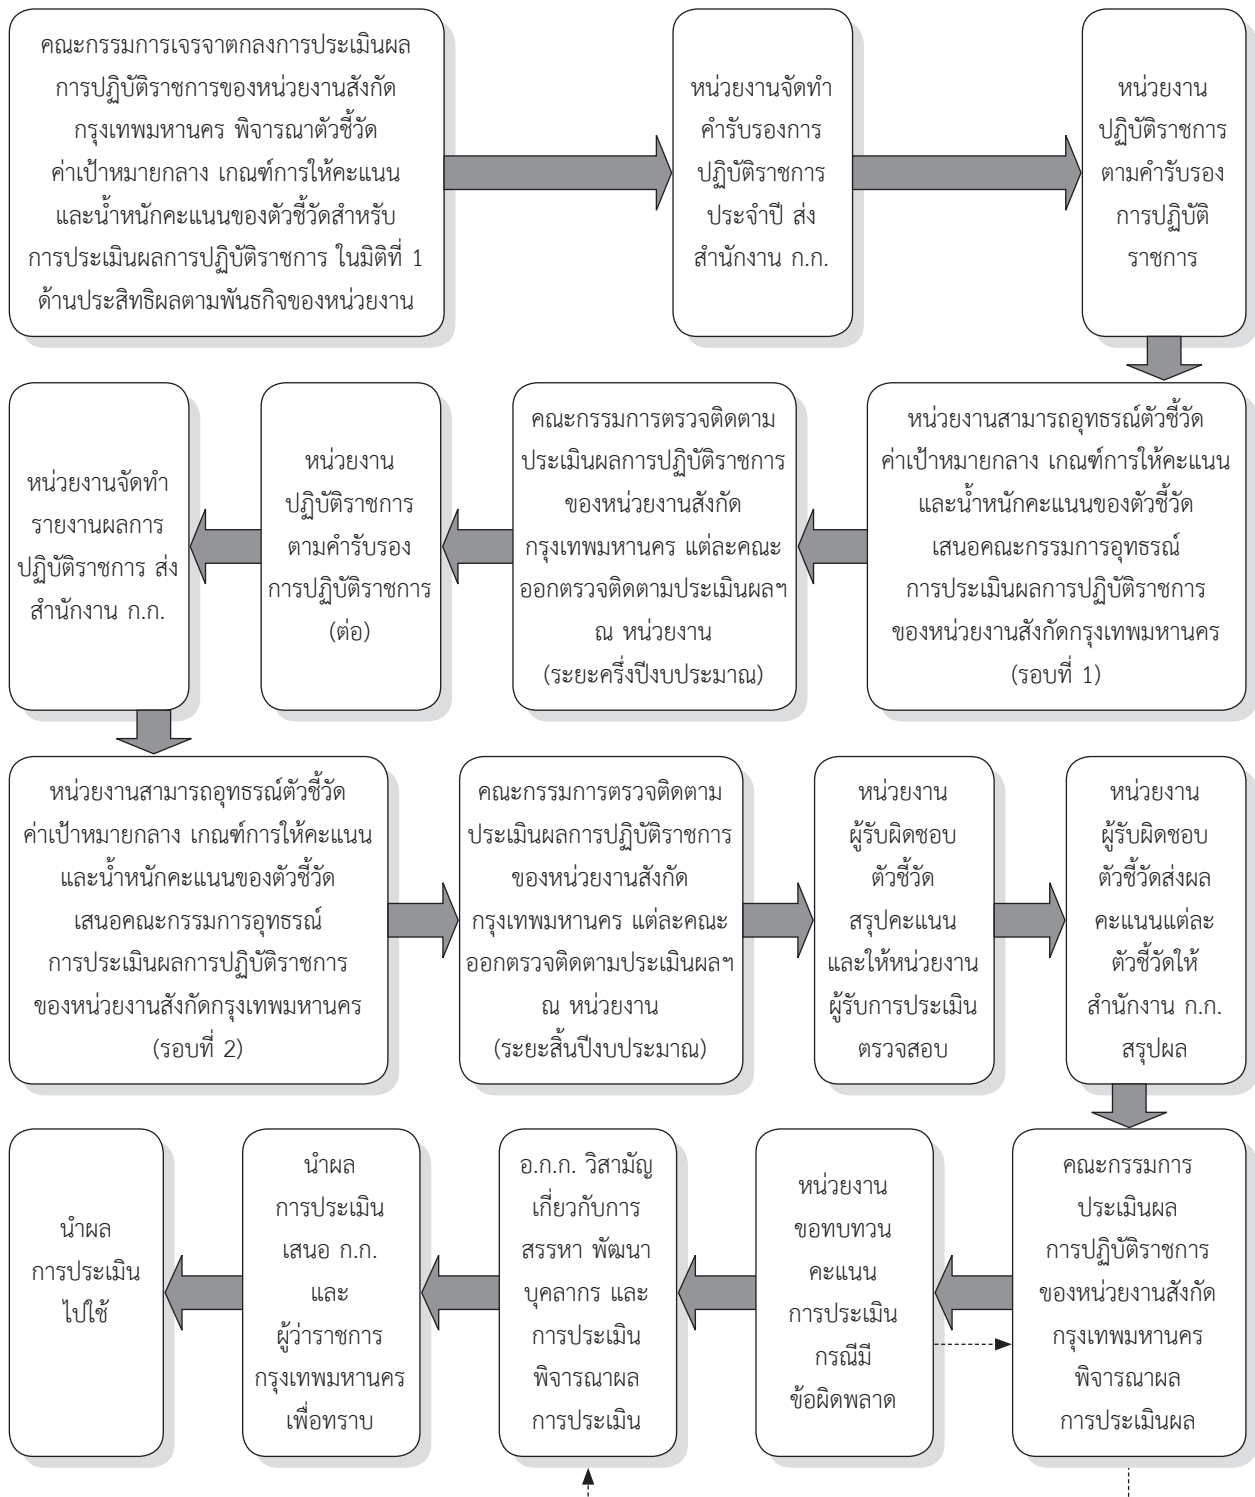 คณะกรรมการเจรจาตกลงการประเมินผล
การปฏิบัติราชการของหน่วยงานสังกัด
กรุงเทพมหานคร พิจารณาตัวชี้วัด
ค่าเป้าหมายกลาง เกณฑ์การให้คะแนน
และน้ำหนักคะแนนของตัวชี้วัดสำหรับ
การประเมินผลการปฏิบัติราชการ ในมิติที่ 1
ด้านประสิทธิผลตามพันธกิจของหน่วยงาน
หน่วยงานจัดทำ
คำรับรองการ
ปฏิบัติราชการ
ประจำปี ส่ง
สำนักงาน ก.ก.
หน่วยงาน
ปฏิบัติราชการ
ตามคำรับรอง
การปฏิบัติ
ราชการ
หน่วยงานสามารถอุทธรณ์ตัวชี้วัด
ค่าเป้าหมายกลาง เกณฑ์การให้คะแนน
และน้ำหนักคะแนนของตัวชี้วัด
เสนอคณะกรรมการอุทธรณ์
การประเมินผลการปฏิบัติราชการ
ของหน่วยงานสังกัดกรุงเทพมหานคร
(รอบที่ 1)
คณะกรรมการตรวจติดตาม
ประเมินผลการปฏิบัติราชการ
ของหน่วยงานสังกัด
กรุงเทพมหานคร แต่ละคณะ
ออกตรวจติดตามประเมินผลฯ
ณ หน่วยงาน
(ระยะครึ่งปีงบประมาณ)
หน่วยงาน
ปฏิบัติราชการ
ตามคำรับรอง
การปฏิบัติราชการ
(ต่อ)
หน่วยงานจัดทำ
รายงานผลการ
ปฏิบัติราชการ ส่ง
สำนักงาน ก.ก.
หน่วยงานสามารถอุทธรณ์ตัวชี้วัด
ค่าเป้าหมายกลาง เกณฑ์การให้คะแนน
และน้ำหนักคะแนนของตัวชี้วัด
เสนอคณะกรรมการอุทธรณ์
การประเมินผลการปฏิบัติราชการ
ของหน่วยงานสังกัดกรุงเทพมหานคร
(รอบที่ 2)
คณะกรรมการตรวจติดตาม
ประเมินผลการปฏิบัติราชการ
ของหน่วยงานสังกัด
กรุงเทพมหานคร แต่ละคณะ
ออกตรวจติดตามประเมินผลฯ
ณ หน่วยงาน
(ระยะสิ้นปีงบประมาณ)
หน่วยงาน
ผู้รับผิดชอบ
ตัวชี้วัด
สรุปคะแนน
และให้หน่วยงาน
ผู้รับการประเมิน
ตรวจสอบ
หน่วยงาน
ผู้รับผิดชอบ
ตัวชี้วัดส่งผล
คะแนนแต่ละ
ตัวชี้วัดให้
สำนักงาน ก.ก.
สรุปผล
คณะกรรมการ
ประเมินผล
การปฏิบัติราชการ
ของหน่วยงานสังกัด
กรุงเทพมหานคร
พิจารณาผล
การประเมินผล
หน่วยงาน
ขอทบทวน
คะแนน
การประเมิน
กรณีมี
ข้อผิดพลาด
อ.ก.ก. วิสามัญ
เกี่ยวกับการ
สรรหา พัฒนา
บุคลากร และ
การประเมิน
พิจารณาผล
การประเมิน
นำผล
การประเมิน
เสนอ ก.ก.
และ
ผู้ว่าราชการ
กรุงเทพมหานคร
เพื่อทราบ
นำผล
การประเมิน
ไปใช้